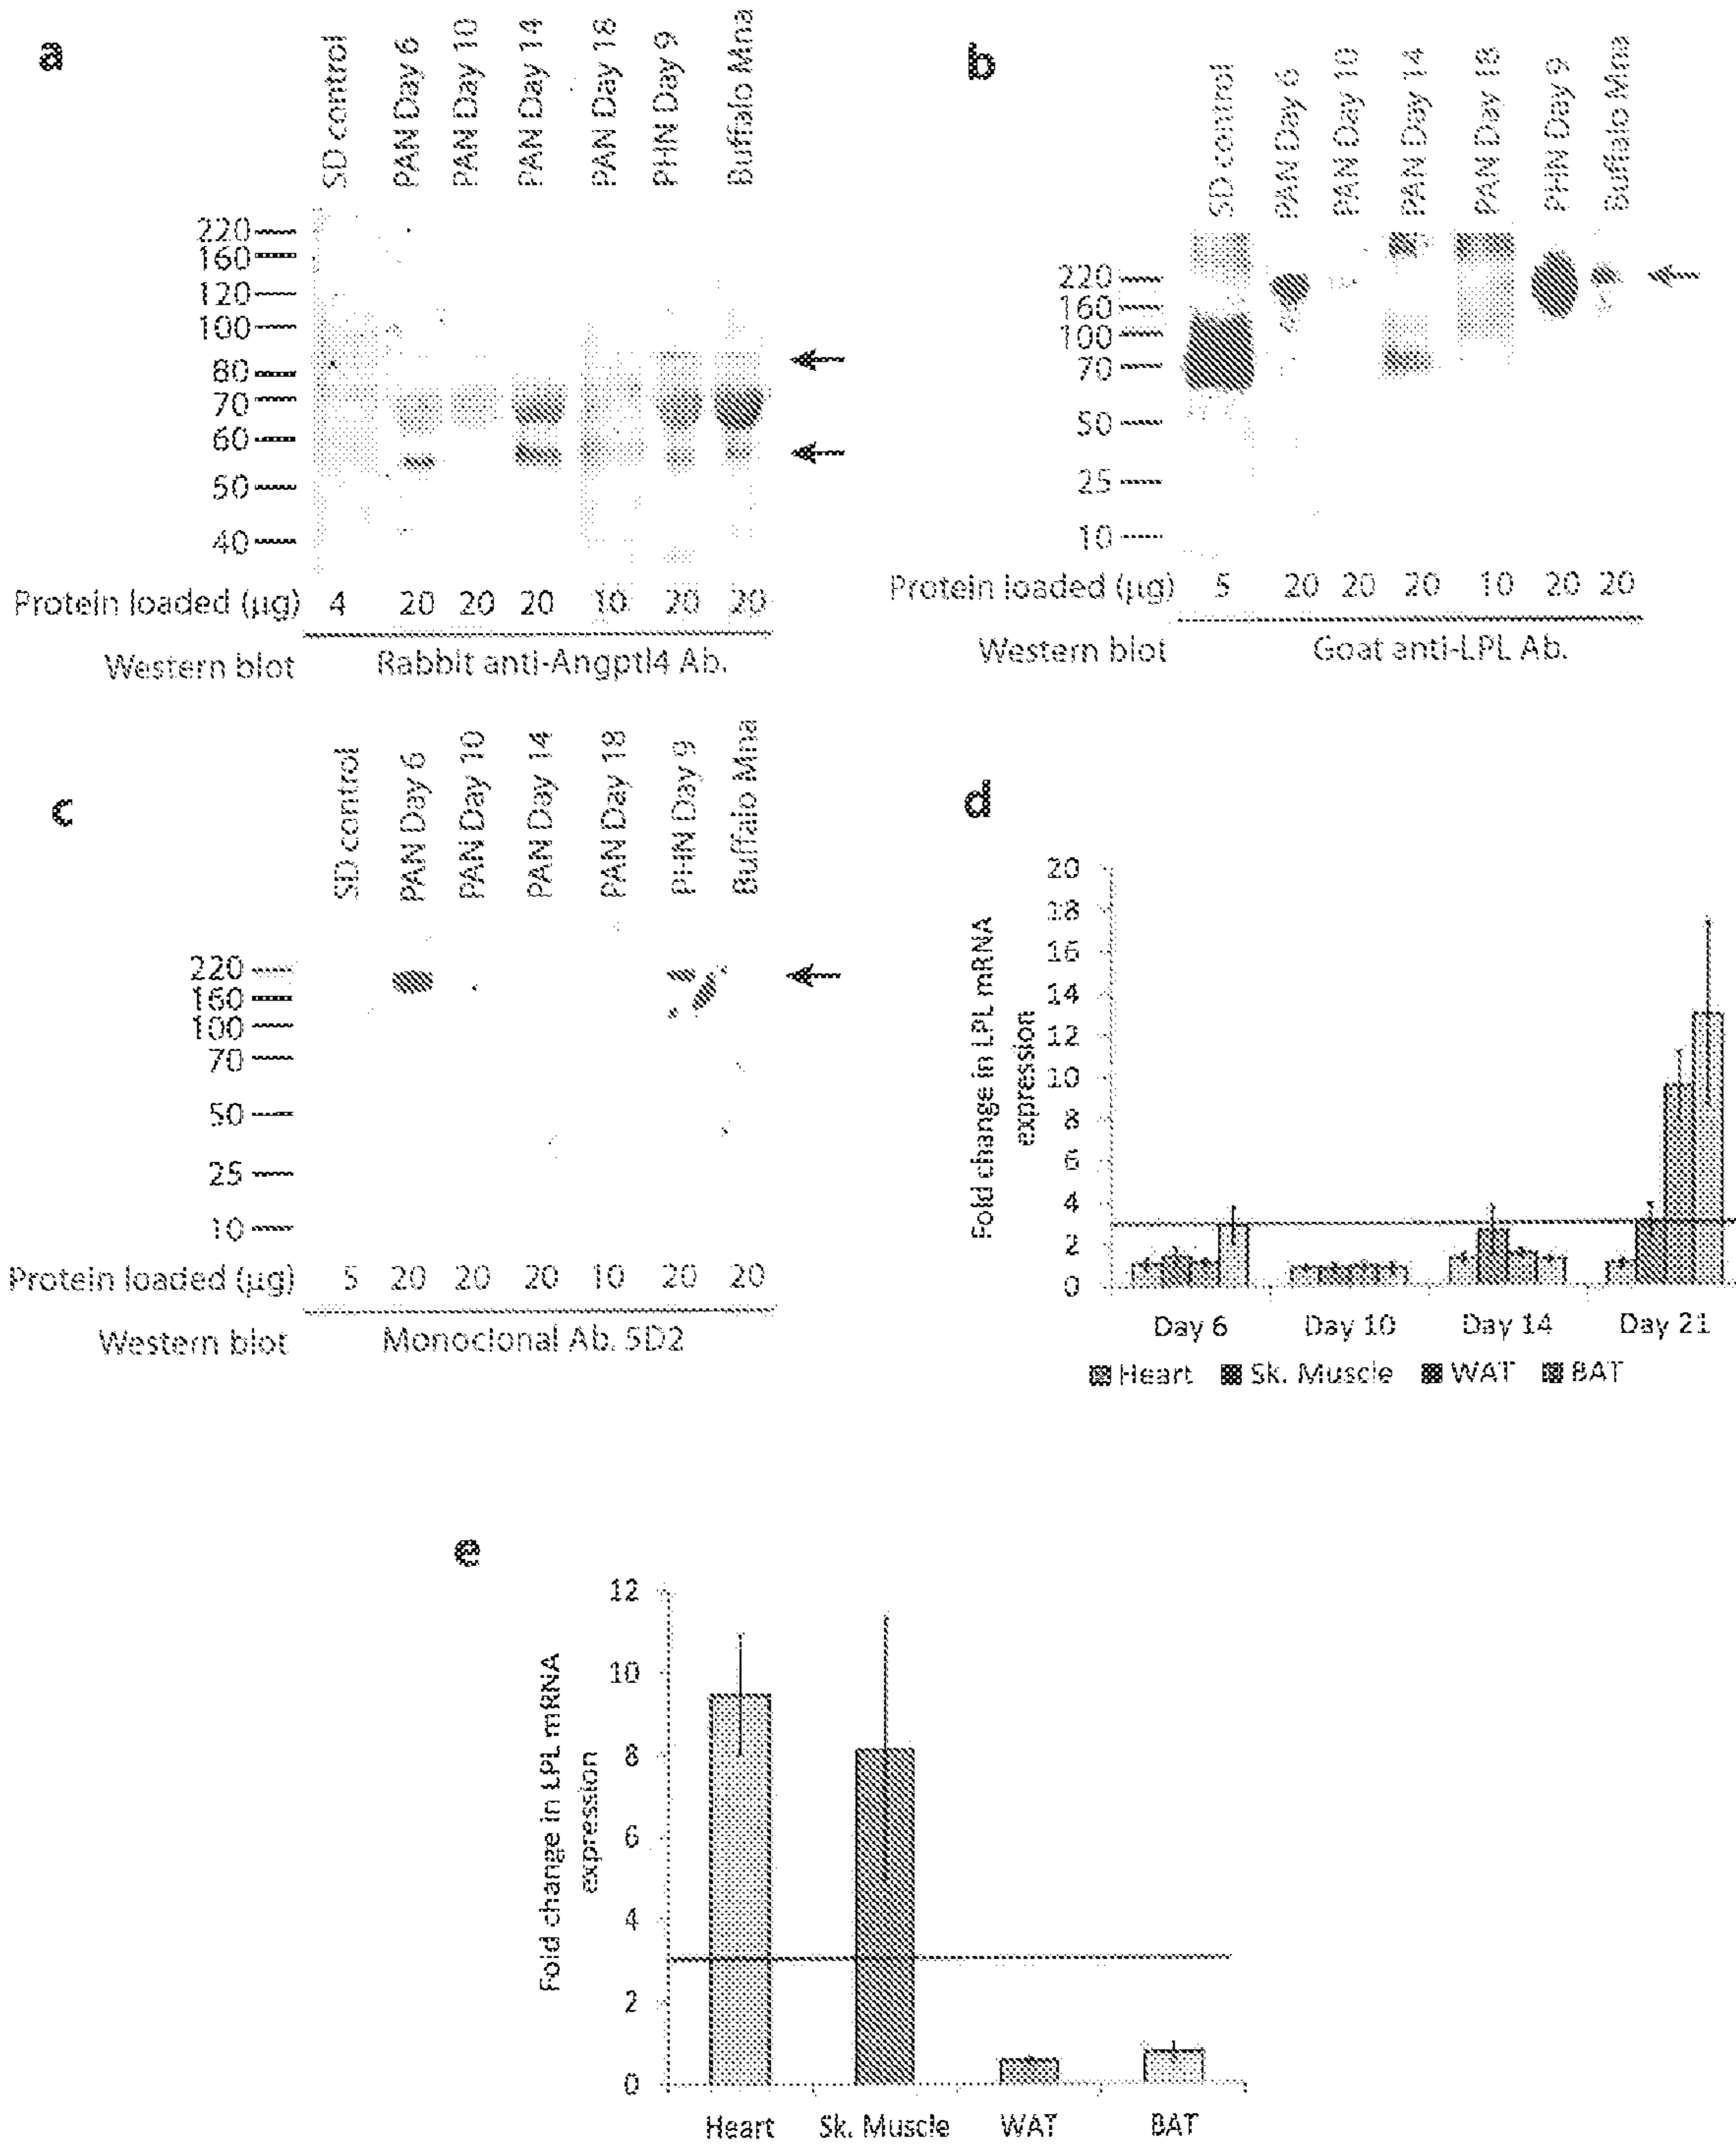 a
SD control
PAN Day 6
PAN Day 10
PAN Day 14
PAN Day 18
PHN Day 9
Buffalo Mna
220
160
120
100
80
70
60
50
40
Protein loaded (µg) 4 20 20 20 10 20 20
Western blot Rabbit anti-Angptl4 Ab.
b
SD control
PAN Day 6
PAN Day 10
PAN Day 14
PAN Day 18
PHN Day 9
Buffalo Mna
220
160
100
70
50
25
10
Protein loaded (µg) 5 20 20 20 10 20 20
Western blot Goat anti-LPL Ab.
c
SD control
PAN Day 6
PAN Day 10
PAN Day 14
PAN Day 18
PHN Day 9
Buffalo Mna
220
160
100
70
50
25
10
Protein loaded (µg) 5 20 20 20 10 20 20
Western blot Monoclonal Ab. 5D2
d
Fold change in LPL mRNA
expression
20
18
16
14
12
10
8
6
4
2
0
Day 6 Day 10 Day 14 Day 21
Heart Sk. Muscle WAT BAT
e
Fold change in LPL mRNA
expression
12
10
8
6
4
2
0
Heart Sk. Muscle WAT BAT